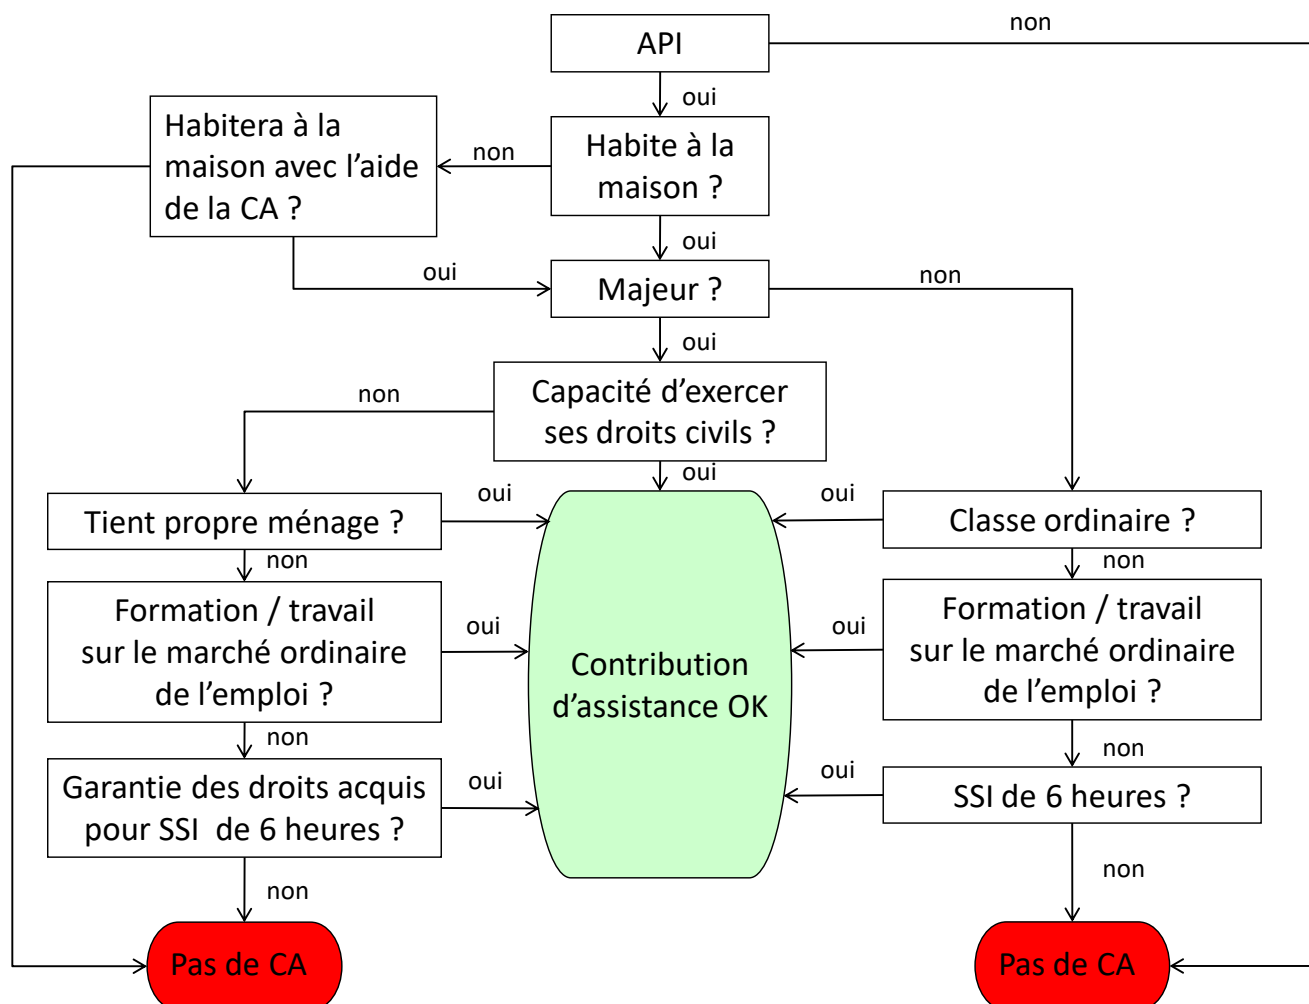 API
non
oui
Habitera à la
maison avec l’aide
de la CA ?
non
Habite à la
maison ?
oui
oui
Majeur ?
non
oui
non
Capacité d’exercer
ses droits civils ?
oui
Tient propre ménage ?
oui
oui
Classe ordinaire ?
non
non
Formation / travail
sur le marché ordinaire
de l’emploi ?
oui
Contribution
d’assistance OK
oui
Formation / travail
sur le marché ordinaire
de l’emploi ?
non
non
Garantie des droits acquis
pour SSI  de 6 heures ?
oui
oui
SSI de 6 heures ?
non
non
Pas de CA
Pas de CA